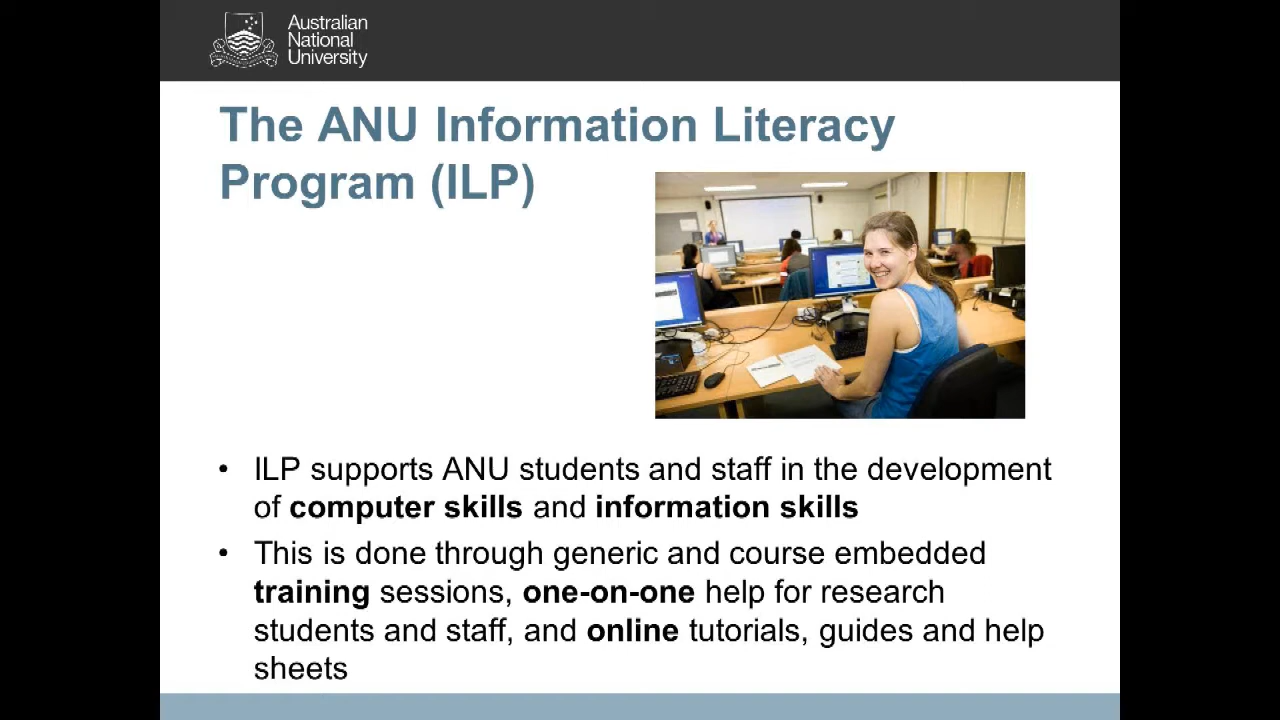 Australian
National
University
The ANU Information Literacy
Program (ILP)
• ILP supports ANU students and staff in the development
of computer skills and information skills
• This is done through generic and course embedded
training sessions, one-on-one help for research
students and staff, and online tutorials, guides and help
sheets